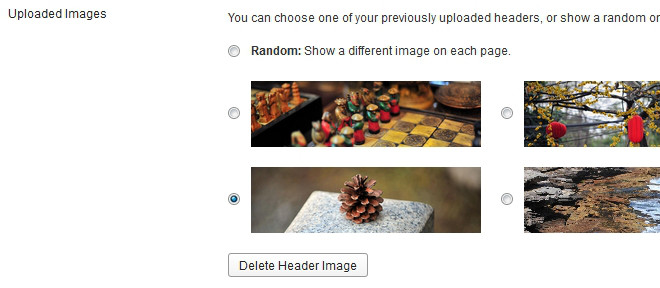 Uploaded Images
You can choose one of your previously uploaded headers, or show a random
Random: Show a different image on each page.
Delete Header Image